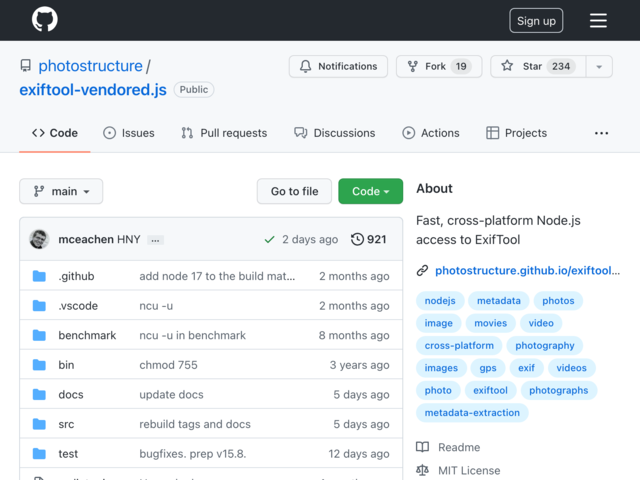 Sign up
photostructure /
exiftool-vendored.js Public
Notifications
Fork 19
Star 234
Code
Issues
Pull requests
Discussions
Actions
Projects
main
Go to file
Code
mceachen HNY
2 days ago
921
.github add node 17 to the build mat... 2 months ago
.vscode ncu -u 2 months ago
benchmark ncu -u in benchmark 8 months ago
bin chmod 755 3 years ago
docs update docs 5 days ago
src rebuild tags and docs 5 days ago
test bugfixes. prep v15.8. 12 days ago
About
Fast, cross-platform Node.js
access to ExifTool
photostructure.github.io/exiftool...
nodejs metadata photos
image movies video
cross-platform photography
images gps exif videos
photo exiftool photographs
metadata-extraction
Readme
MIT License